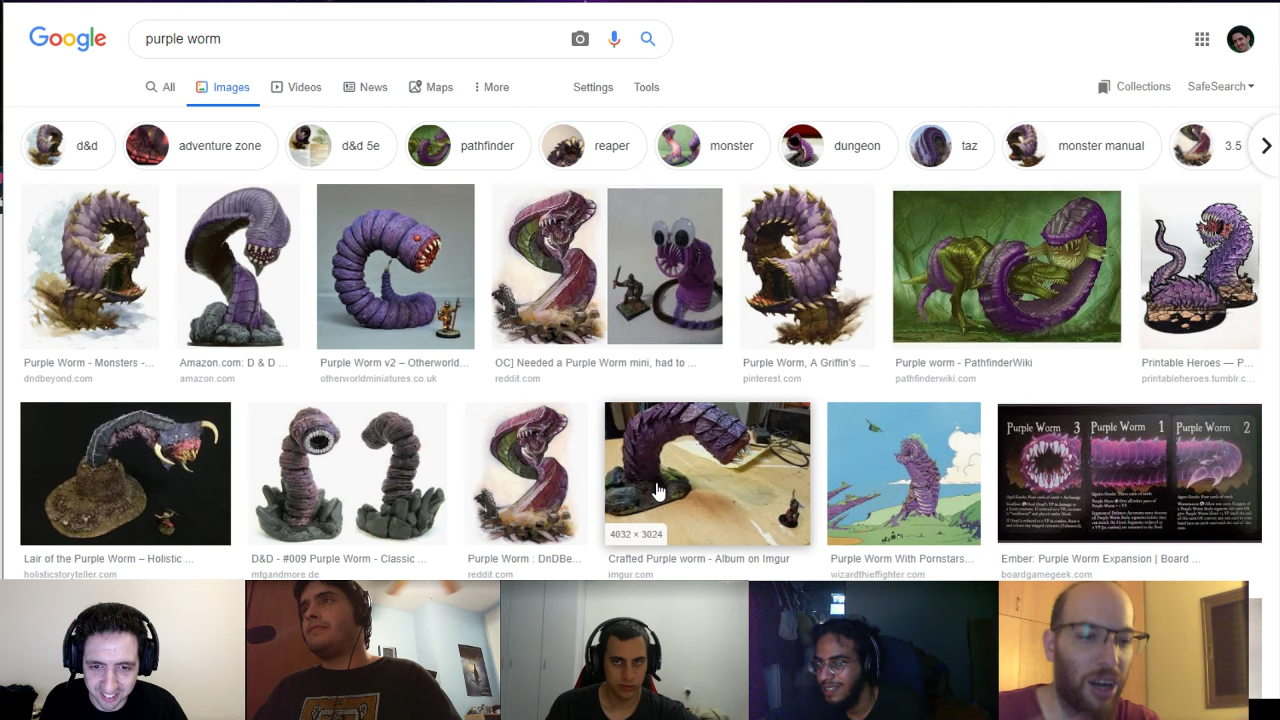 Google
purple worm
All
Images
Videos
News
Maps
More
Settings
Tools
Collections
SafeSearch
d&d
adventure zone
d&d 5e
pathfinder
reaper
monster
dungeon
taz
monster manual
3.5
Purple Worm - Monsters -...
Amazon.com: D & D ...
Purple Worm v2 – Otherworld...
OC] Needed a Purple Worm mini, had to ...
Purple Worm, A Griffin's ...
Purple worm - PathfinderWiki
Printable Heroes — P...
dndbeyond.com
amazon.com
otherworldminiatures.co.uk
reddit.com
pinterest.com
pathfinderwiki.com
printableheroes.tumblr.c...
Purple Worm 3
Purple Worm 1
Purple Worm 2
4032 × 3024
Lair of the Purple Worm – Holistic ...
D&D - #009 Purple Worm - Classic ...
Purple Worm : DnDBe...
Crafted Purple worm - Album on Imgur
Purple Worm With Pornstars...
Ember: Purple Worm Expansion | Board ...
holisticstoryteller.com
mfgandmore.de
reddit.com
imgur.com
wizardthieffighter.com
boardgamegeek.com